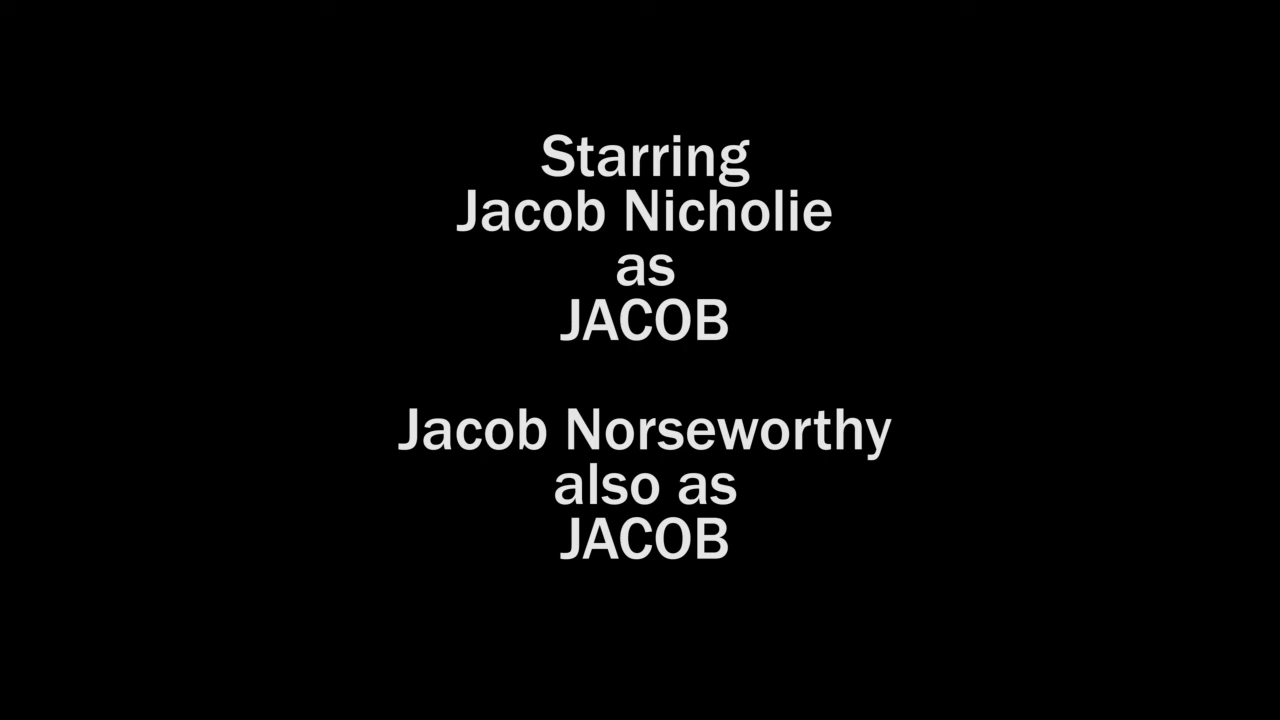 Starring
Jacob Nicholie
as
JACOB
Jacob Norseworthy
also as
JACOB